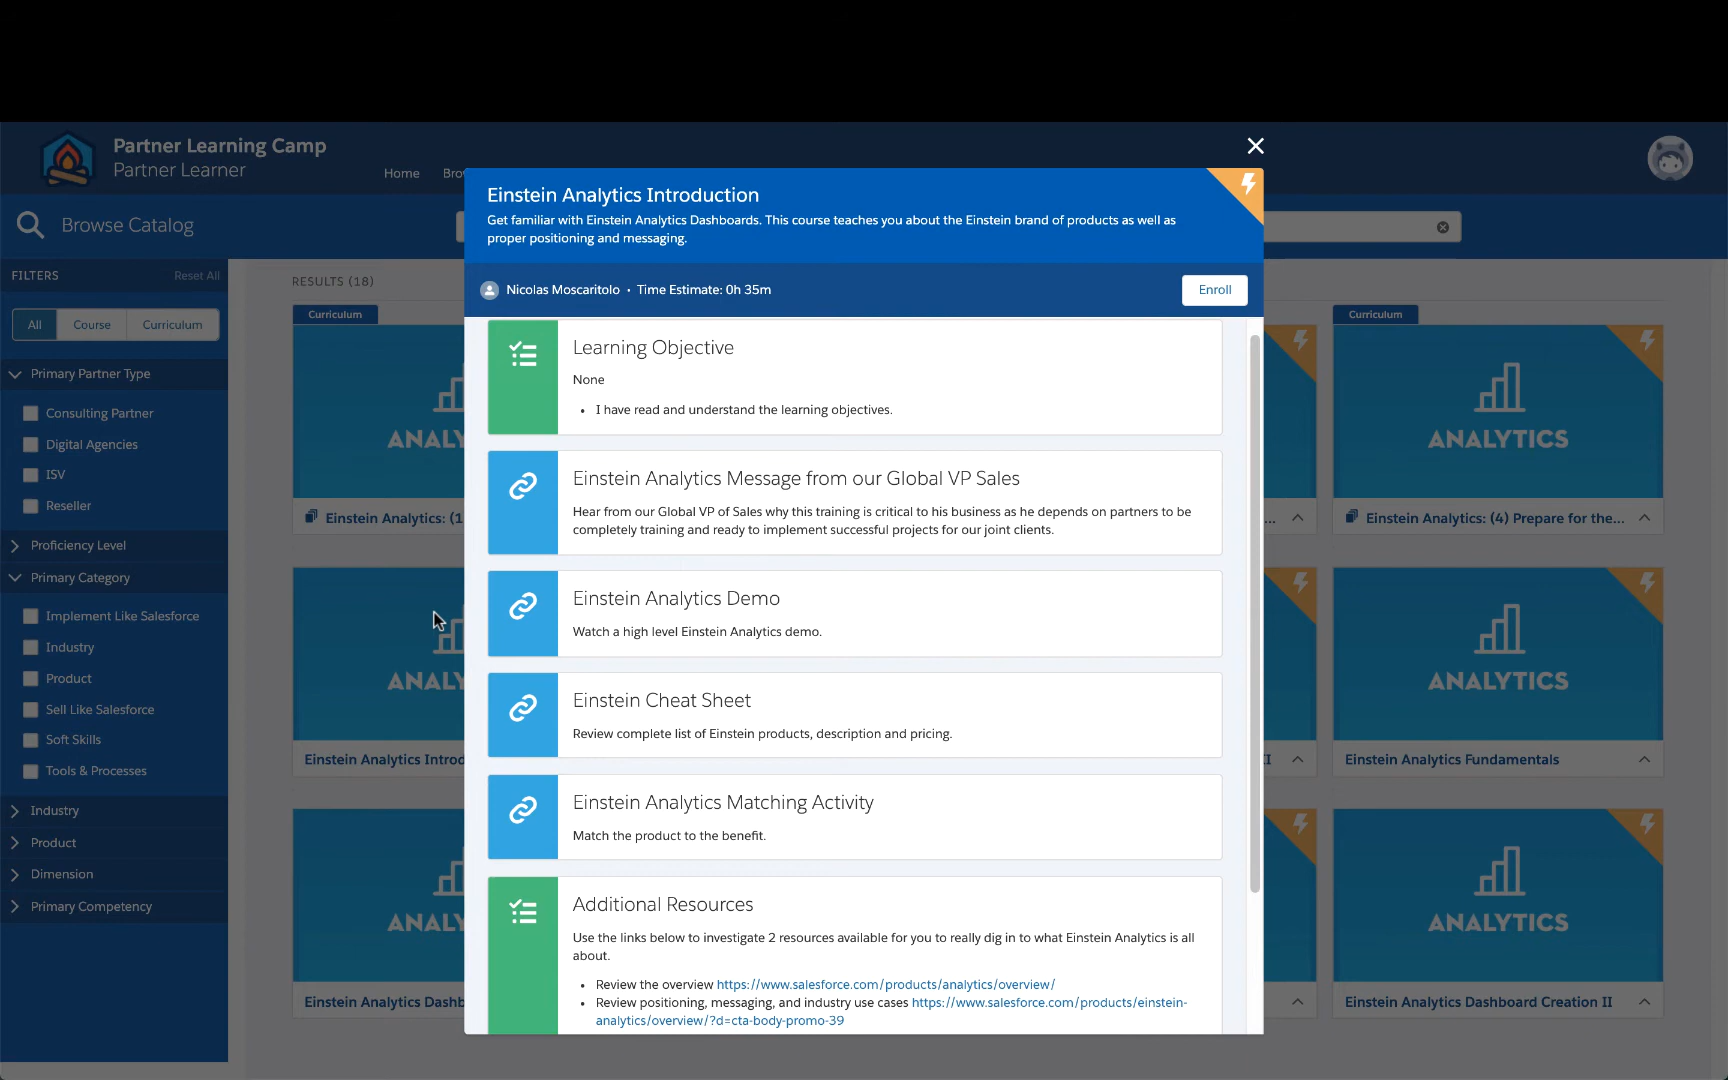 Partner Learning Camp
Partner Learner
Home
Einstein Analytics Introduction
Get familiar with Einstein Analytics Dashboards. This course teaches you about the Einstein brand of products as well as
proper positioning and messaging.
Browse Catalog
Nicolas Moscaritolo • Time Estimate: 0h 35m
Enroll
FILTERS
Reset All
All
Course
Curriculum
Primary Partner Type
Consulting Partner
Digital Agencies
ISV
Reseller
Proficiency Level
Primary Category
Implement Like Salesforce
Industry
Product
Sell Like Salesforce
Soft Skills
Tools & Processes
Industry
Product
Dimension
Primary Competency
RESULTS (18)
Curriculum
Einstein Analytics: (1
Einstein Analytics Introd
Einstein Analytics Dashb
Learning Objective
None
• I have read and understand the learning objectives.
Einstein Analytics Message from our Global VP Sales
Hear from our Global VP of Sales why this training is critical to his business as he depends on partners to be
completely training and ready to implement successful projects for our joint clients.
Einstein Analytics Demo
Watch a high level Einstein Analytics demo.
Einstein Cheat Sheet
Review complete list of Einstein products, description and pricing.
Einstein Analytics Matching Activity
Match the product to the benefit.
Additional Resources
Use the links below to investigate 2 resources available for you to really dig in to what Einstein Analytics is all
about.
• Review the overview https://www.salesforce.com/products/analytics/overview/
• Review positioning, messaging, and industry use cases https://www.salesforce.com/products/einstein-
analytics/overview/?d=cta-body-promo-39
...
II
Curriculum
ANALYTICS
Einstein Analytics: (4) Prepare for the...
ANALYTICS
Einstein Analytics Fundamentals
ANALYTICS
Einstein Analytics Dashboard Creation II